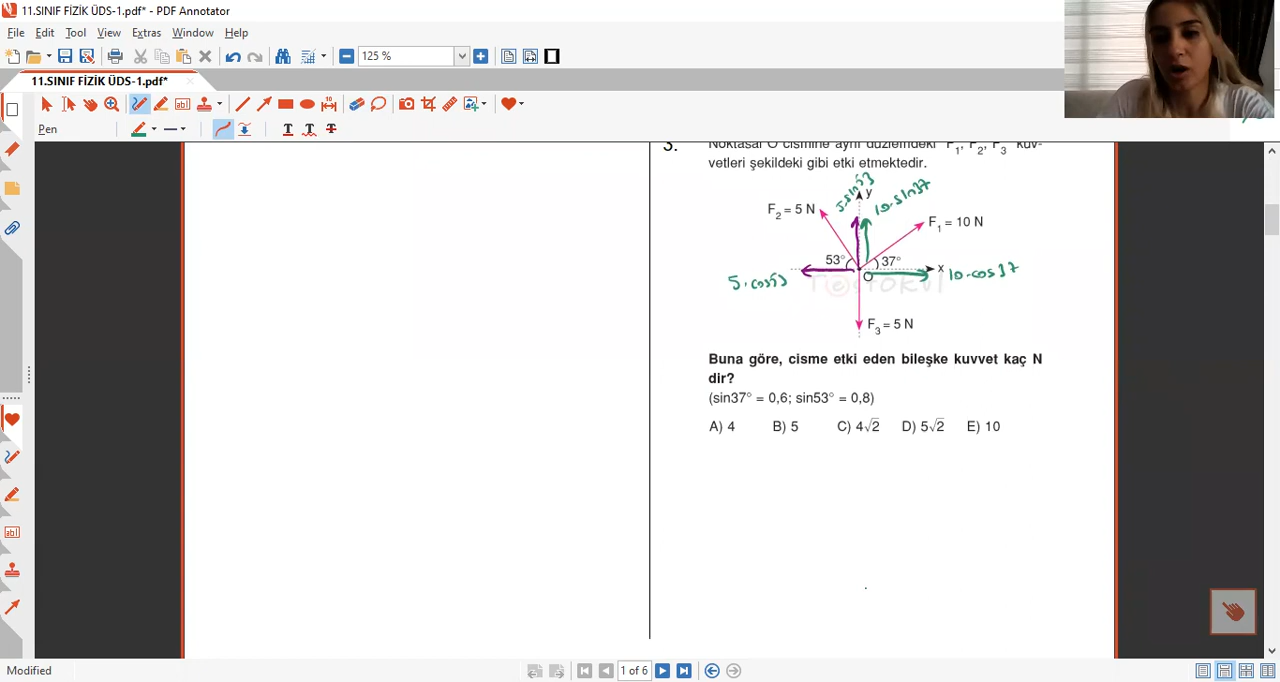 11.SINIF FİZİK ÜDS-1.pdf* - PDF Annotator
File Edit Tool View Extras Window Help
125 %
11.SINIF FİZİK ÜDS-1.pdf*
Pen
3. Noktasal O cismine aynı düzlemdeki F1, F2, F3 kuv-
vetleri şekildeki gibi etki etmektedir.
5.sin53
y
10.sin37
F2 = 5 N
F1 = 10 N
53°
37°
x
5.cos53
O
10.cos37
Testokul
F3 = 5 N
Buna göre, cisme etki eden bileşke kuvvet kaç N
dir?
(sin37° = 0,6; sin53° = 0,8)
A) 4 B) 5 C) 4√2 D) 5√2 E) 10
Modified
1 of 6